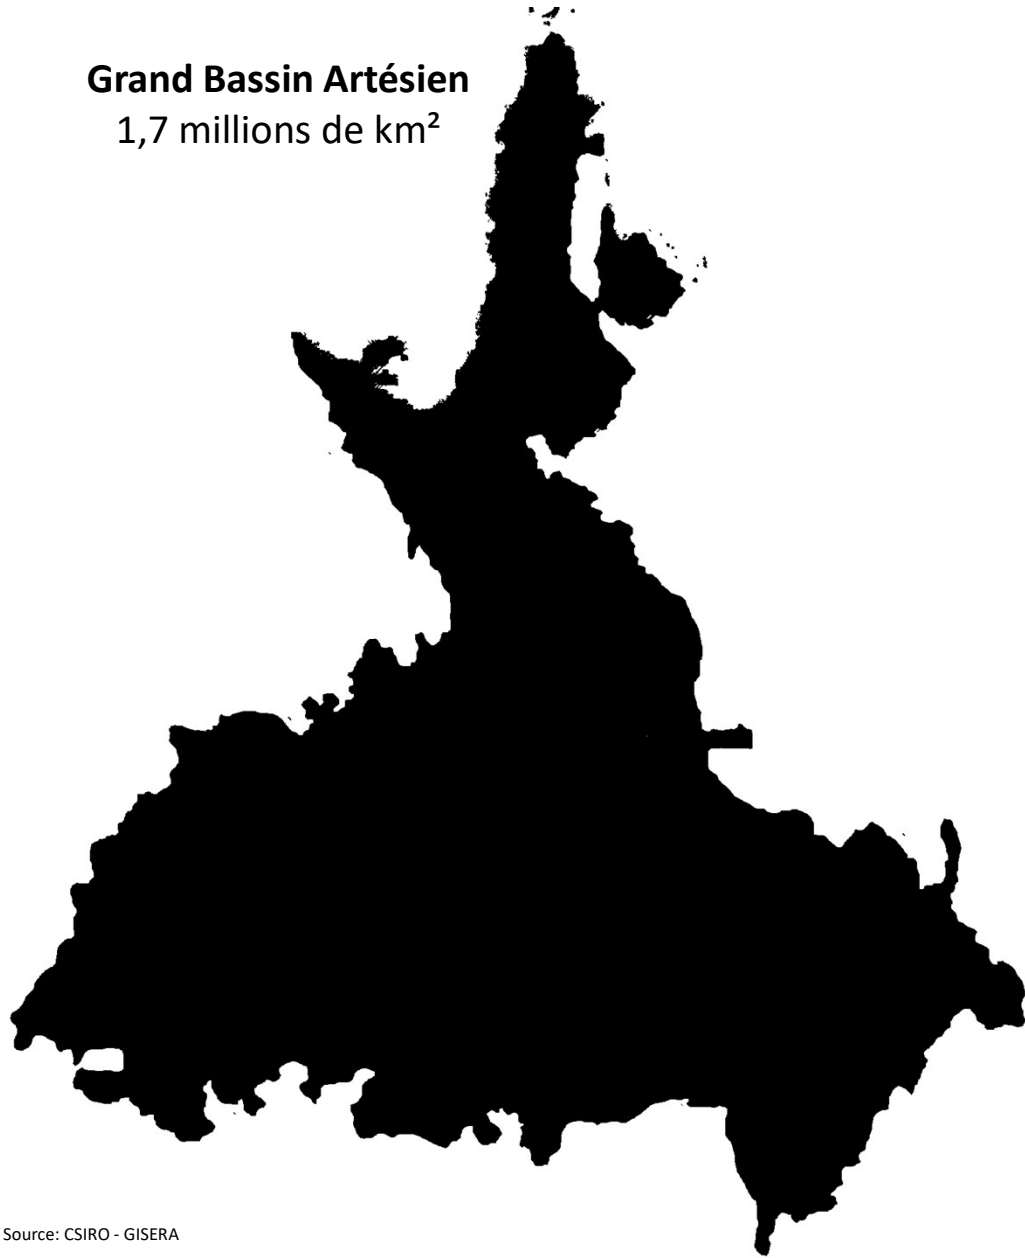 Grand Bassin Artésien
1,7 millions de km²
Source: CSIRO - GISERA